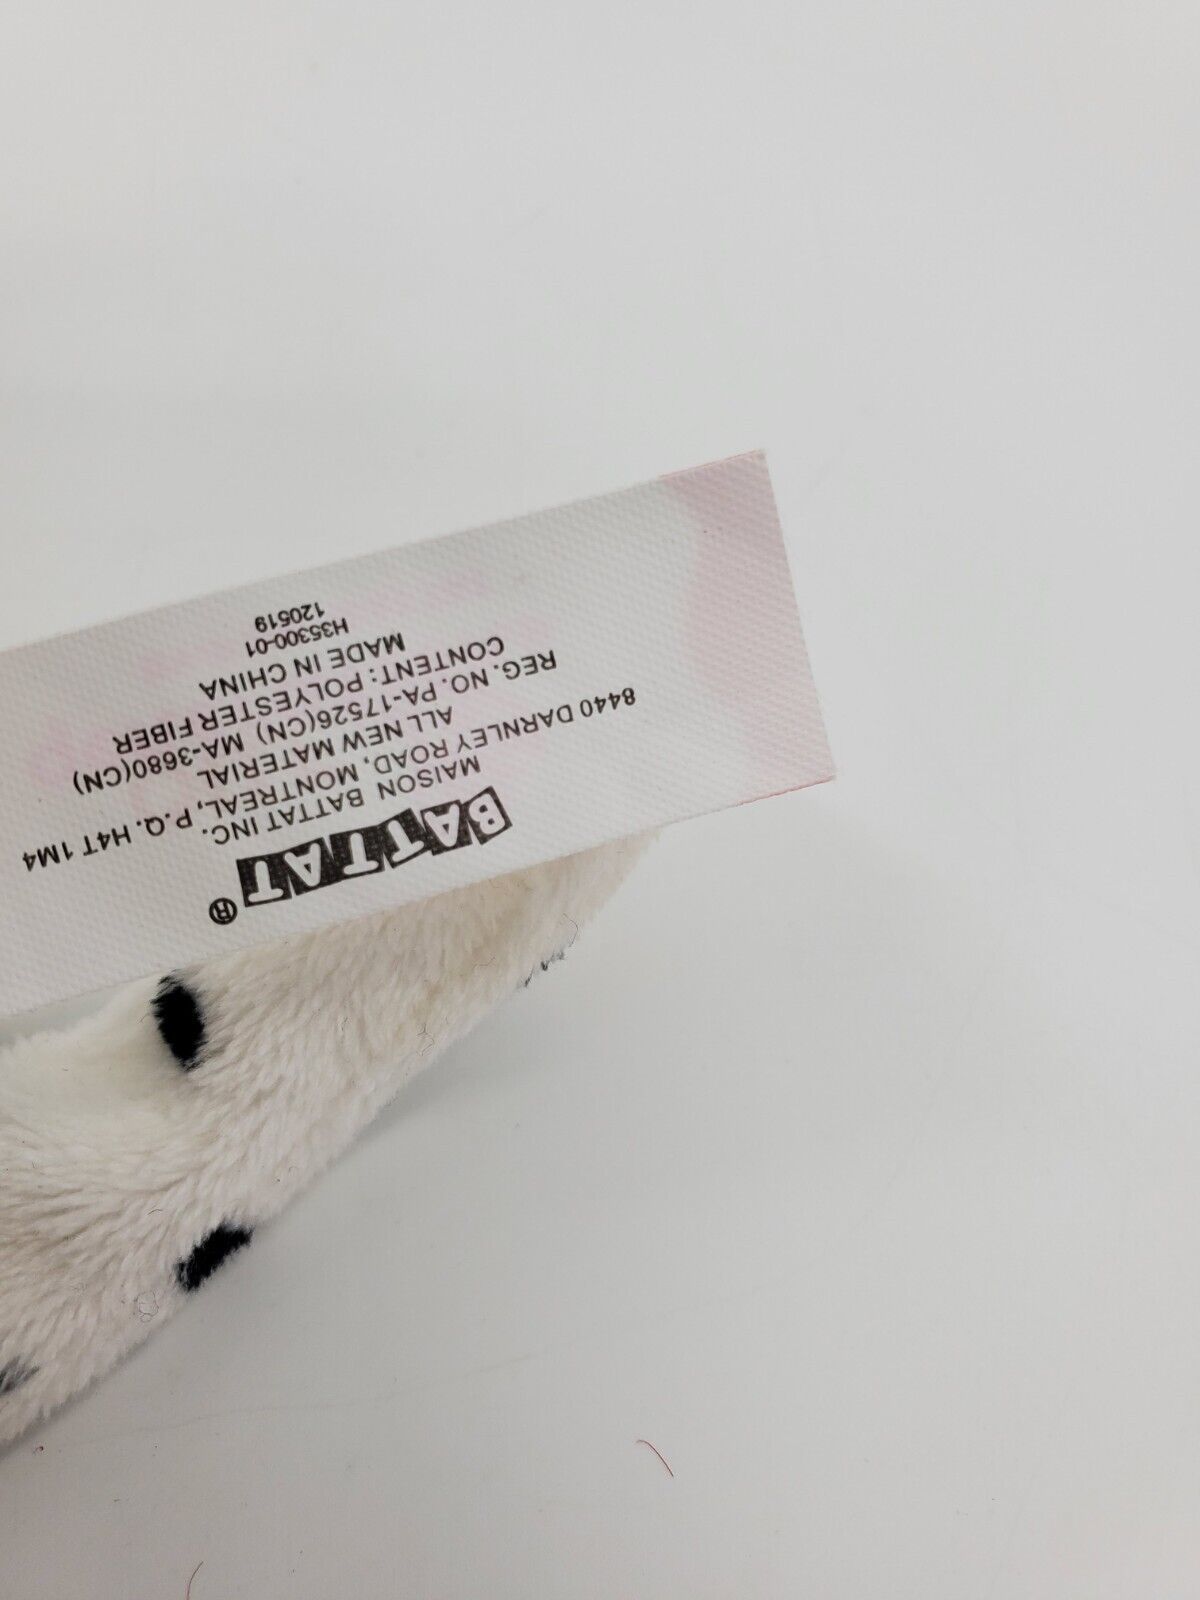 BATTAT®
MAISON BATTAT INC.
8440 DARNLEY ROAD, MONTREAL, P.Q. H4T 1M4
ALL NEW MATERIAL
REG. NO. PA-17526(CN) MA-3680(CN)
CONTENT: POLYESTER FIBER
MADE IN CHINA
H35300-01
120519